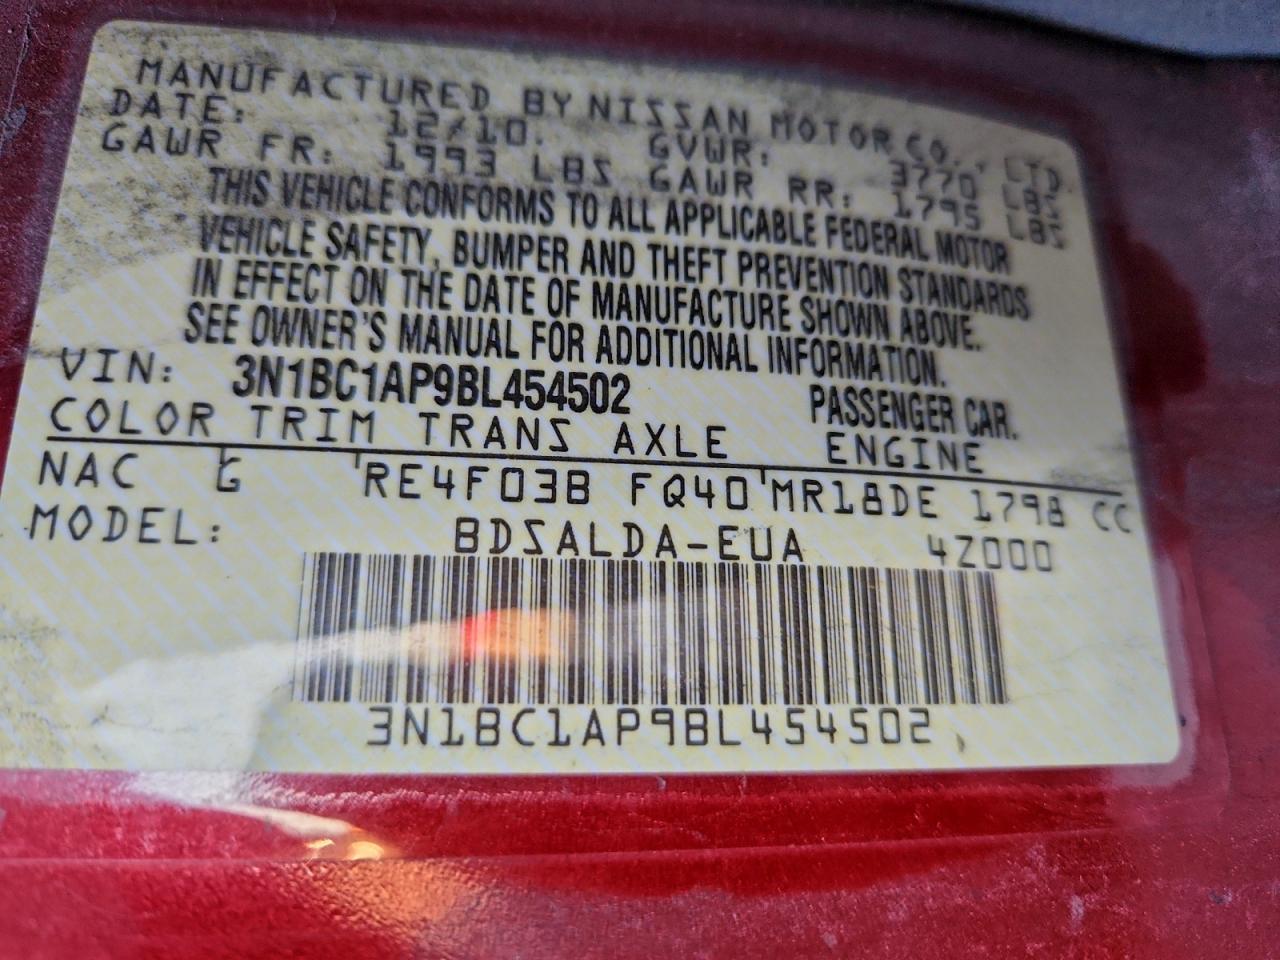 MANUFACTURED BY NISSAN MOTOR CO., LTD.
DATE: 12/10. GVWR: 3770 LBS
GAWR FR: 1993 LBS GAWR RR: 1795 LBS
THIS VEHICLE CONFORMS TO ALL APPLICABLE FEDERAL MOTOR
VEHICLE SAFETY, BUMPER AND THEFT PREVENTION STANDARDS
IN EFFECT ON THE DATE OF MANUFACTURE SHOWN ABOVE.
SEE OWNER'S MANUAL FOR ADDITIONAL INFORMATION.
VIN: 3N1BC1AP9BL454502 PASSENGER CAR.
COLOR TRIM TRANS AXLE ENGINE
NAC G RE4F03B FQ40 MR18DE 1798 CC
MODEL: BDSALDA-EUA 4Z000
3N1BC1AP9BL454502